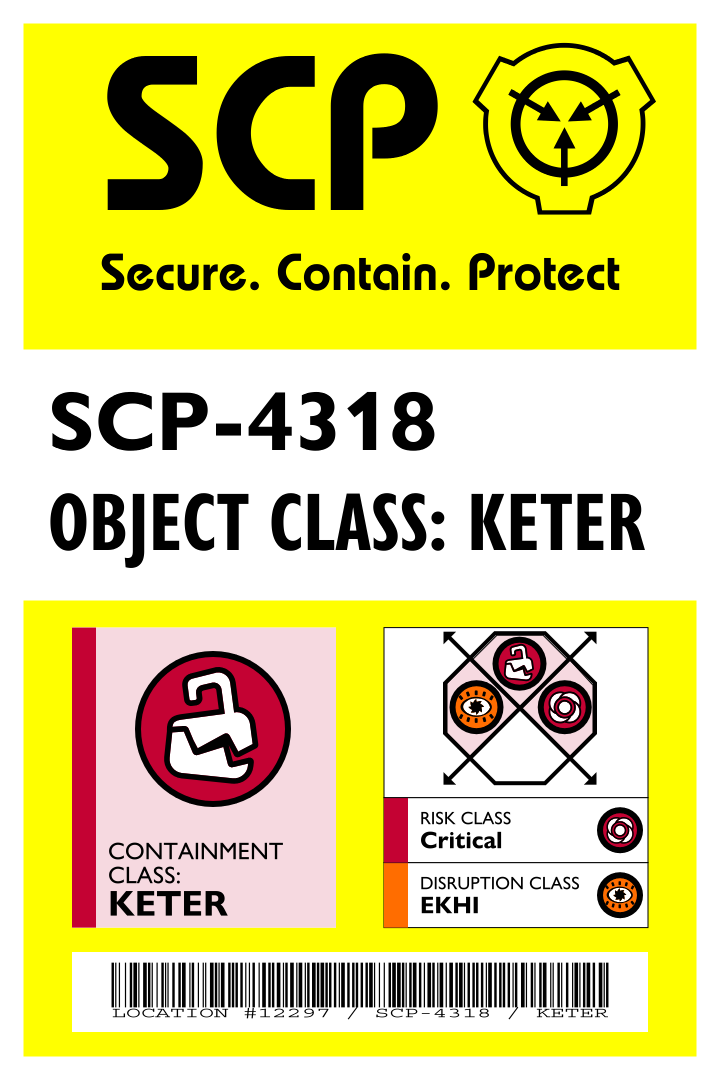 SCP
Secure. Contain. Protect
SCP-4318
OBJECT CLASS: KETER
CONTAINMENT
CLASS:
KETER
RISK CLASS
Critical
DISRUPTION CLASS
EKHI
LOCATION #12297 / SCP-4318 / KETER